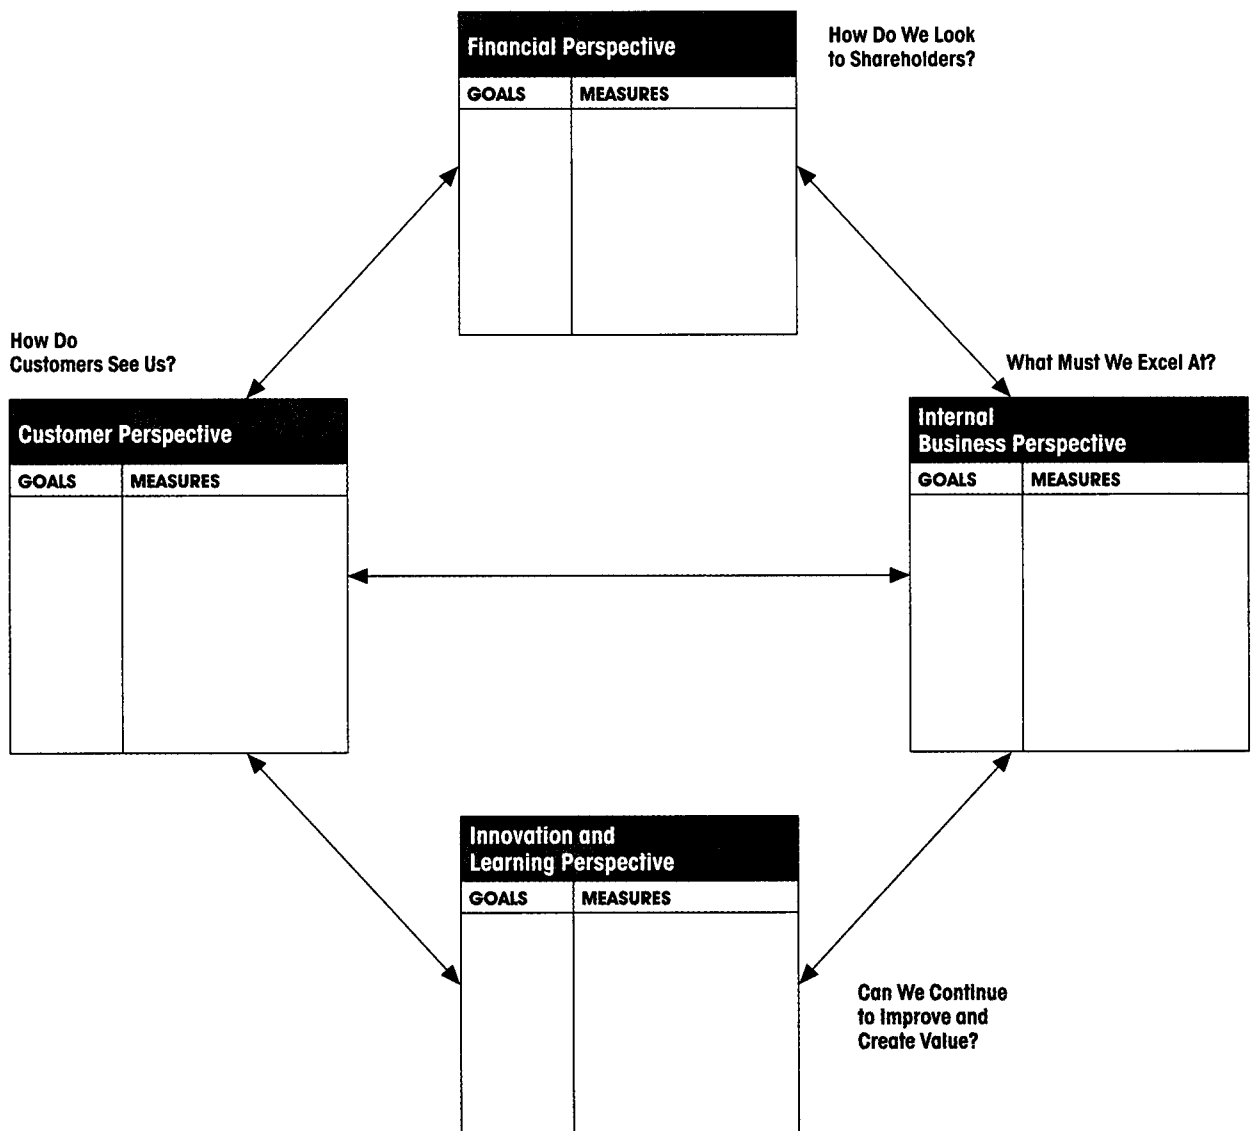 Financial Perspective
How Do We Look
to Shareholders?
GOALS MEASURES
How Do
Customers See Us?
What Must We Excel At?
Customer Perspective
GOALS MEASURES
Internal
Business Perspective
GOALS MEASURES
Innovation and
Learning Perspective
GOALS MEASURES
Can We Continue
to Improve and
Create Value?